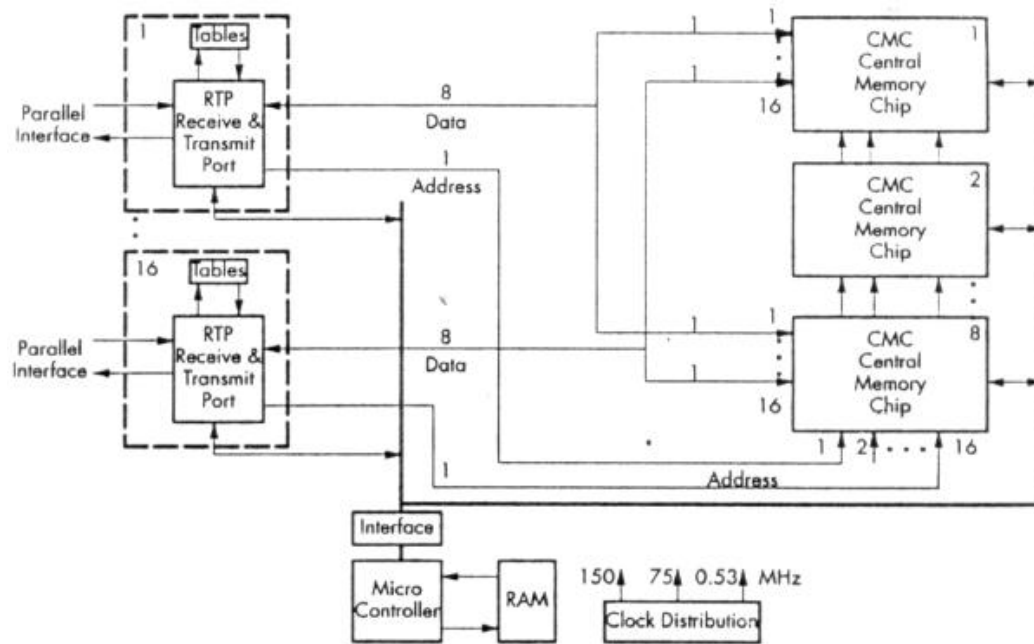 1
Tables
RTP
Receive &
Transmit
Port
Parallel
Interface
8
Data
1
Address
1
1
1
1
16
CMC
Central
Memory
Chip
1
CMC
Central
Memory
Chip
2
16
Tables
RTP
Receive &
Transmit
Port
Parallel
Interface
8
Data
1
1
1
1
16
CMC
Central
Memory
Chip
8
1 2 16
Address
Interface
Micro
Controller
RAM
150 75 0.53 MHz
Clock Distribution